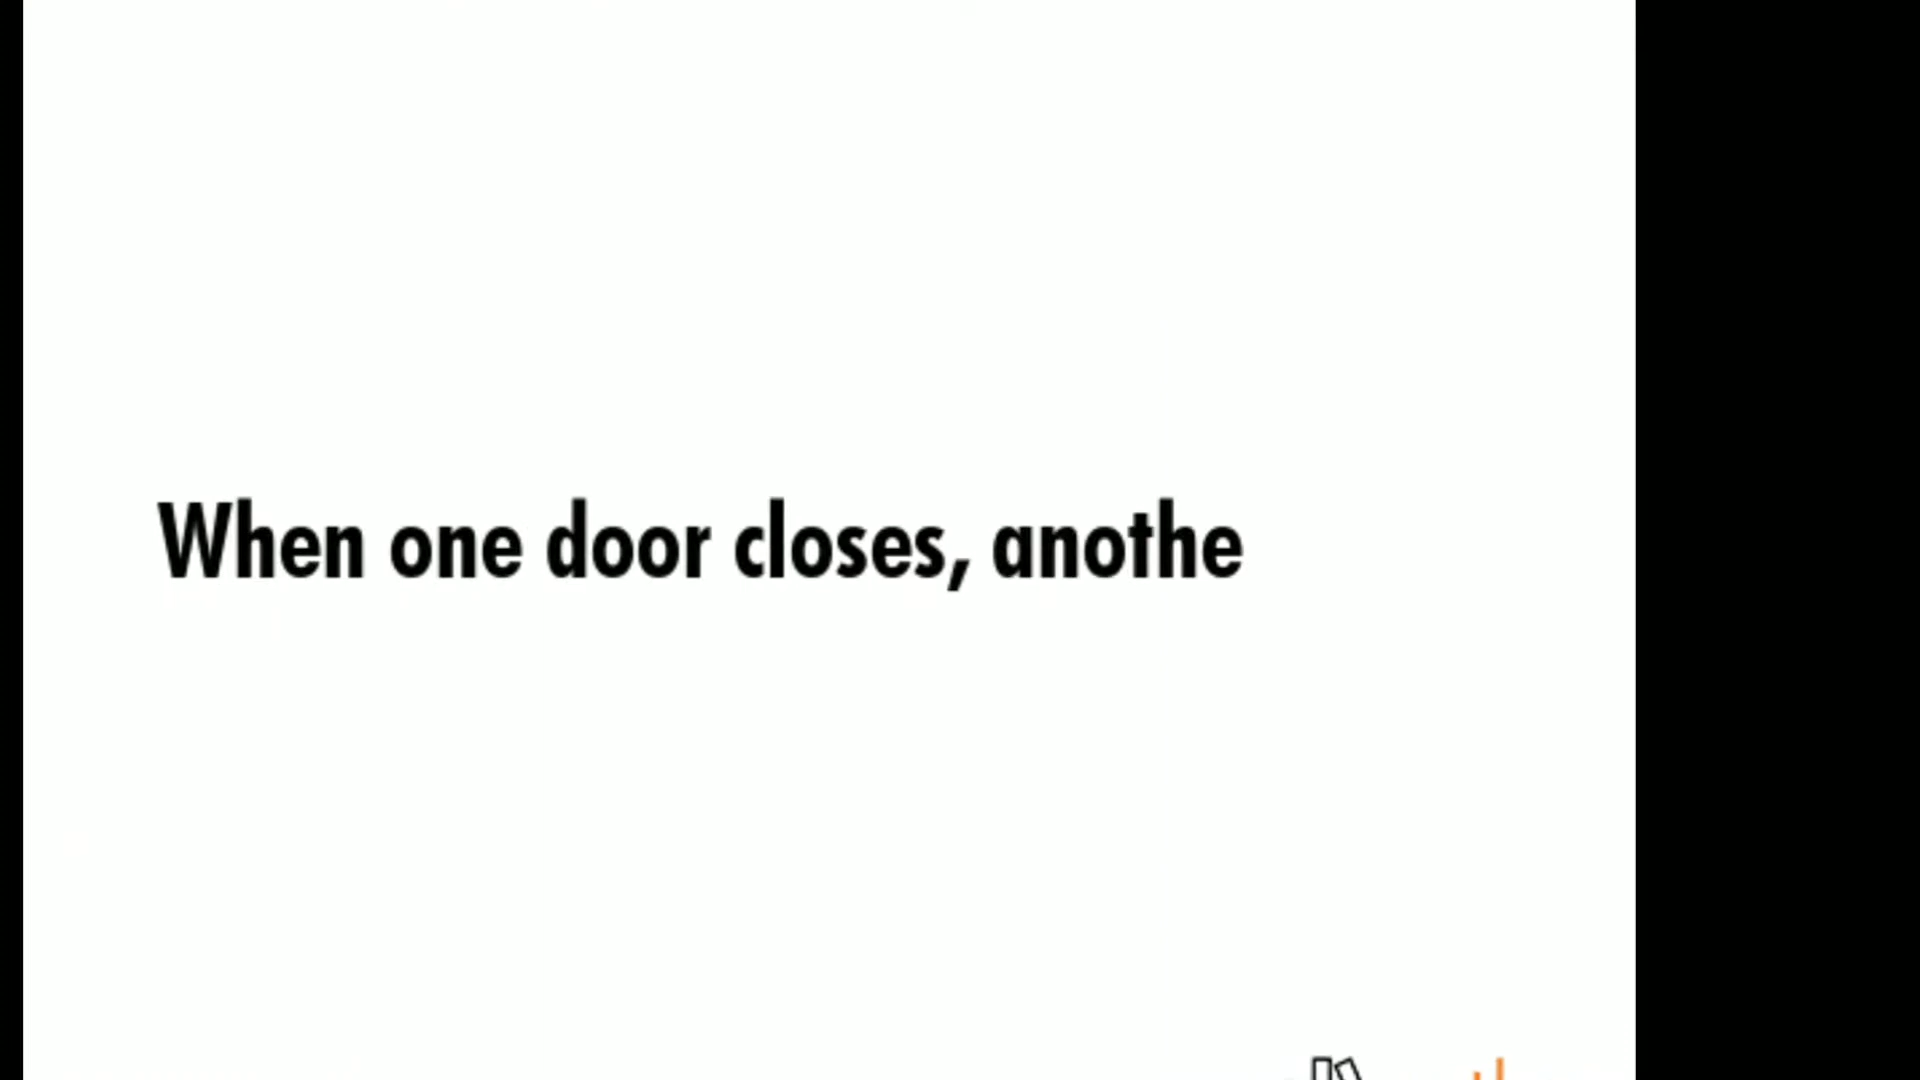 When one door closes, anothe